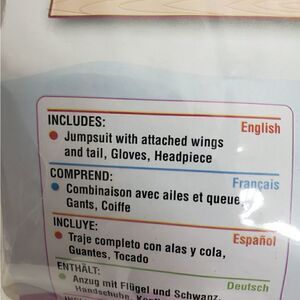 INCLUDES: English
• Jumpsuit with attached wings
and tail, Gloves, Headpiece
COMPREND: Français
• Combinaison avec ailes et queue,
Gants, Coiffe
INCLUYE: Español
• Traje completo con alas y cola,
Guantes, Tocado
ENTHÄLT: Deutsch
• Anzug mit Flügel und Schwanz,
Handschuhe,